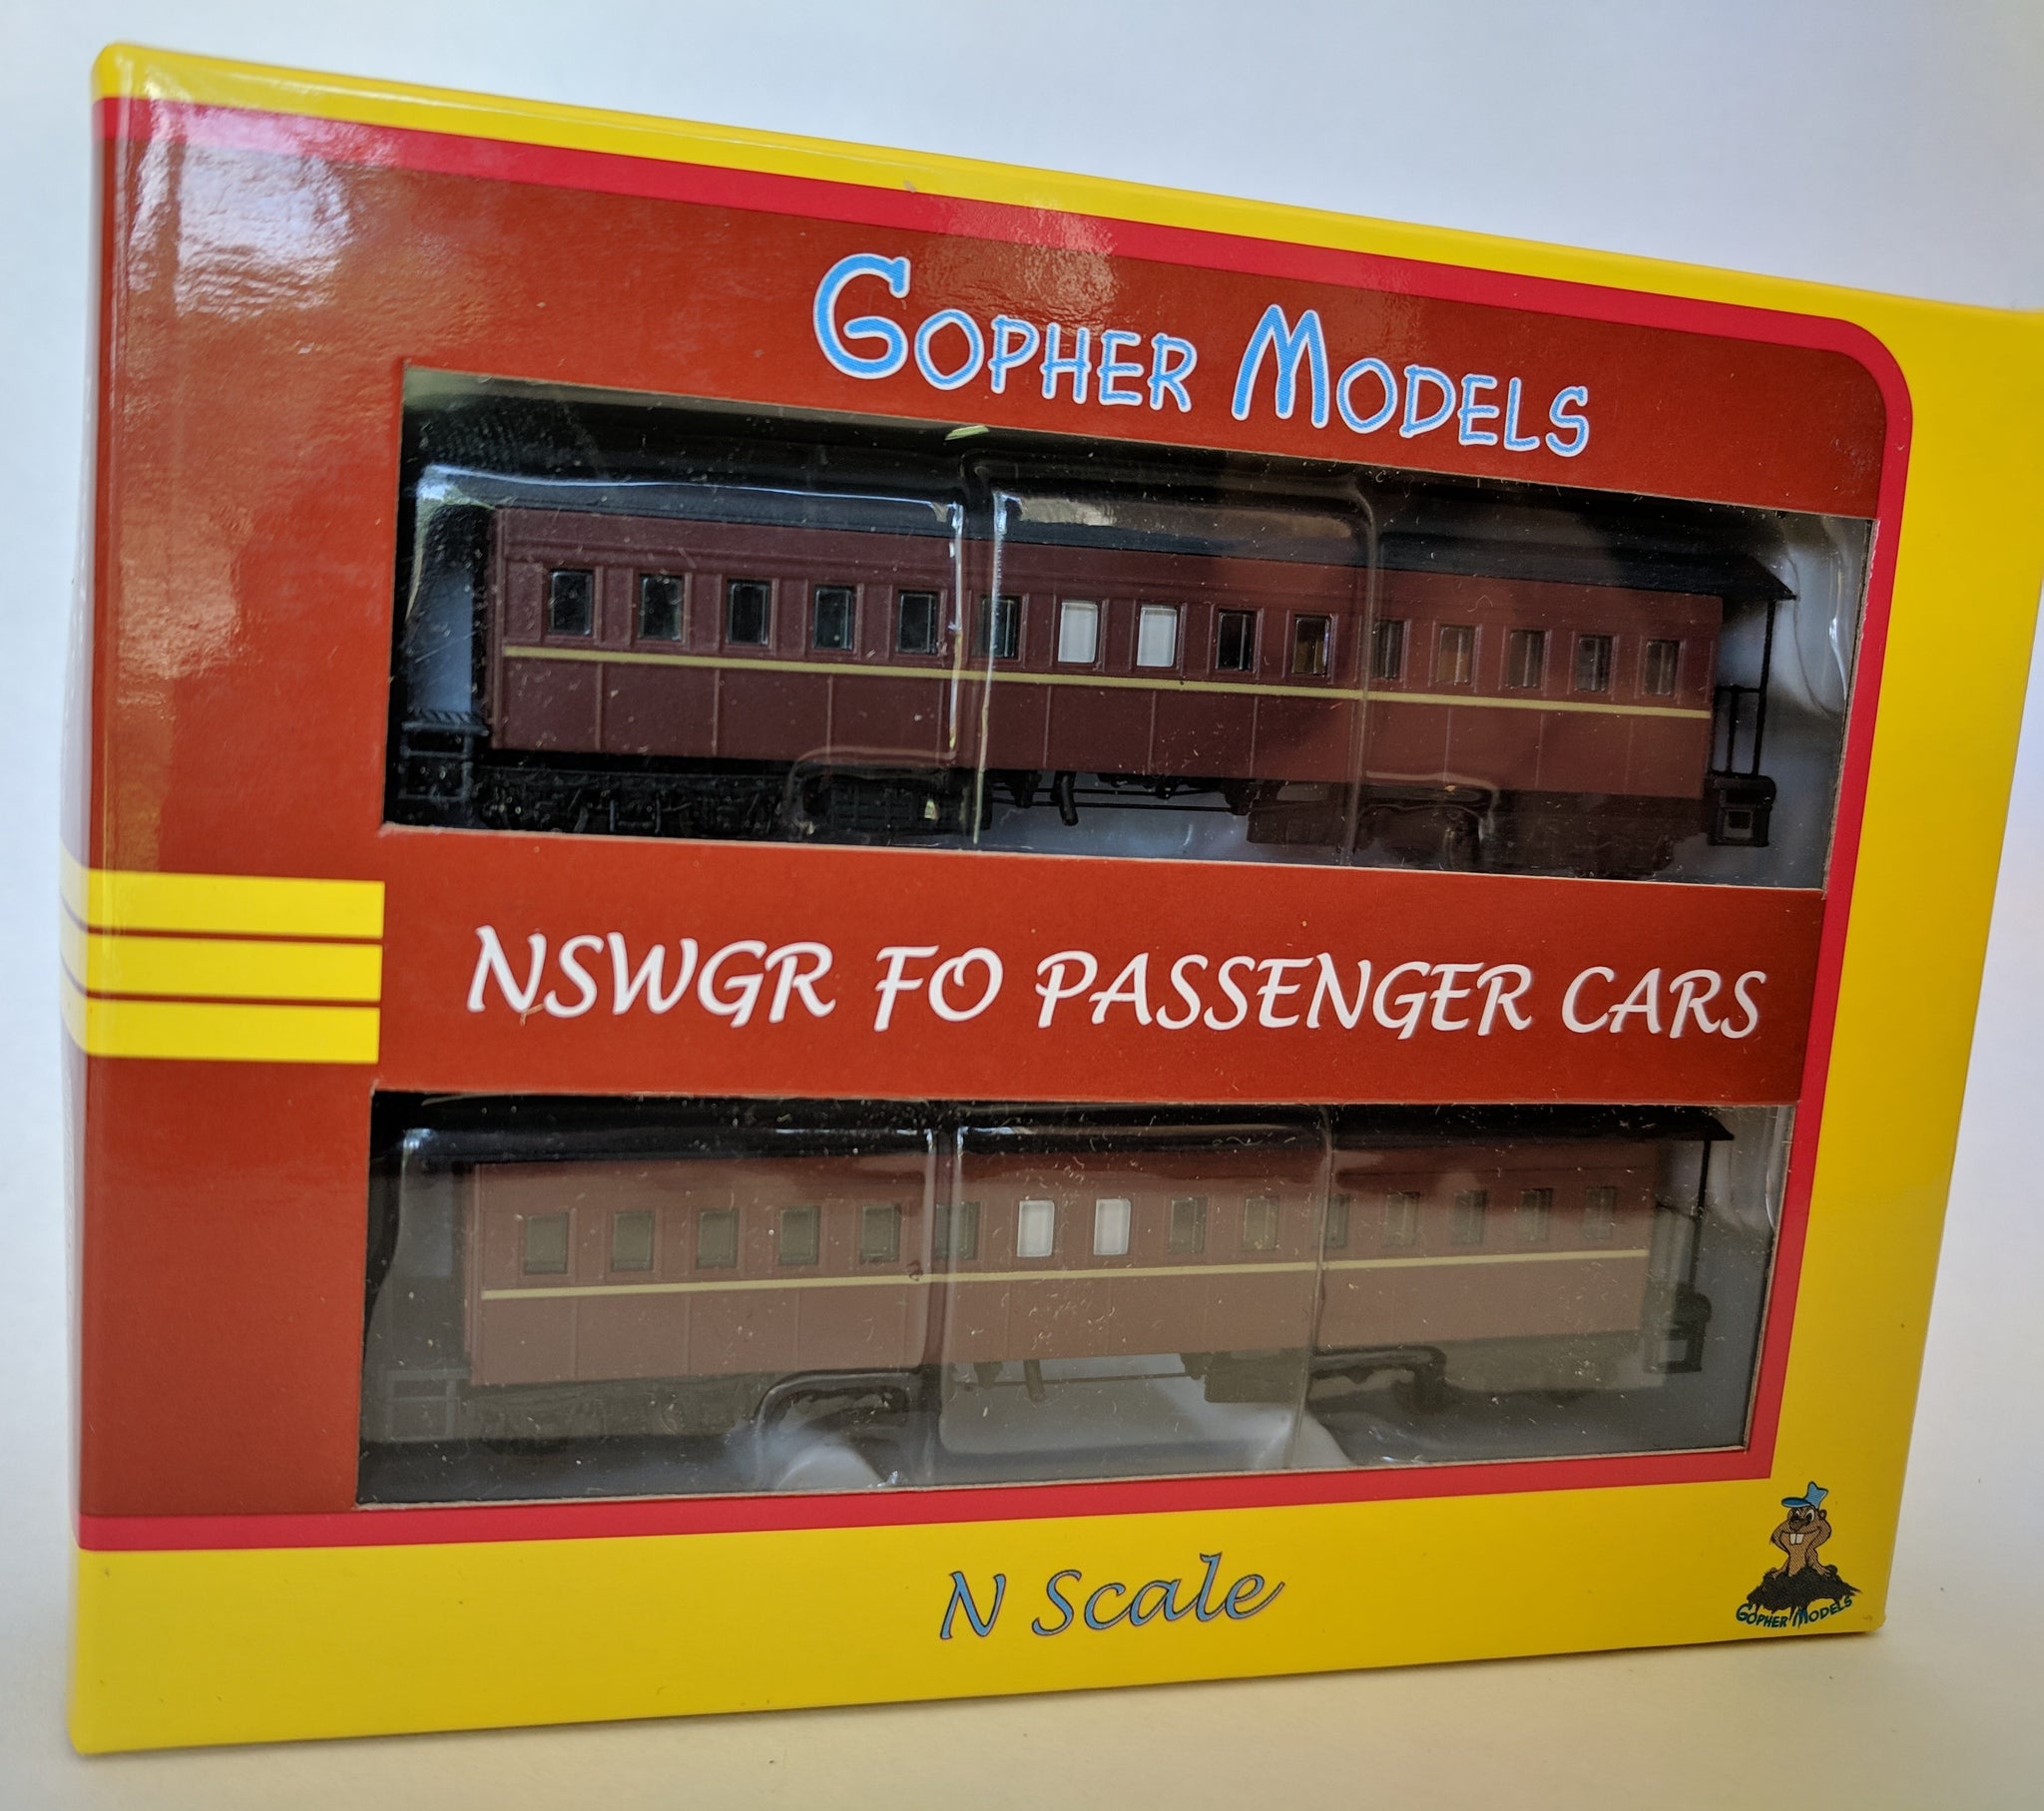 GOPHER MODELS
NSWGR FO PASSENGER CARS
N Scale
GOPHER MODELS